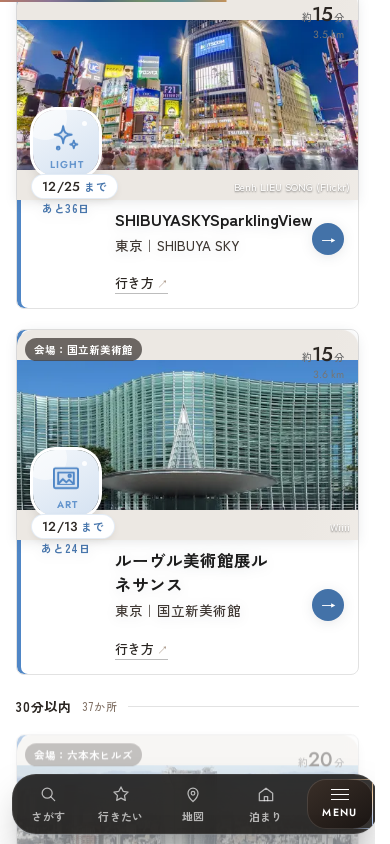 約15分
3.5 km
F21
LIGHT
12/25 まで
Banh LIEU SONG (Flickr)
あと36日
SHIBUYASKYSparklingView
→
東京｜SHIBUYA SKY
行き方 ↗
会場：国立新美術館
約15分
3.6 km
ART
12/13 まで
Wiii
あと24日
ルーヴル美術館展ル
ネサンス
→
東京｜国立新美術館
行き方 ↗
30分以内 37か所
会場：六本木ヒルズ
約20分
さがす
行きたい
地図
泊まり
MENU